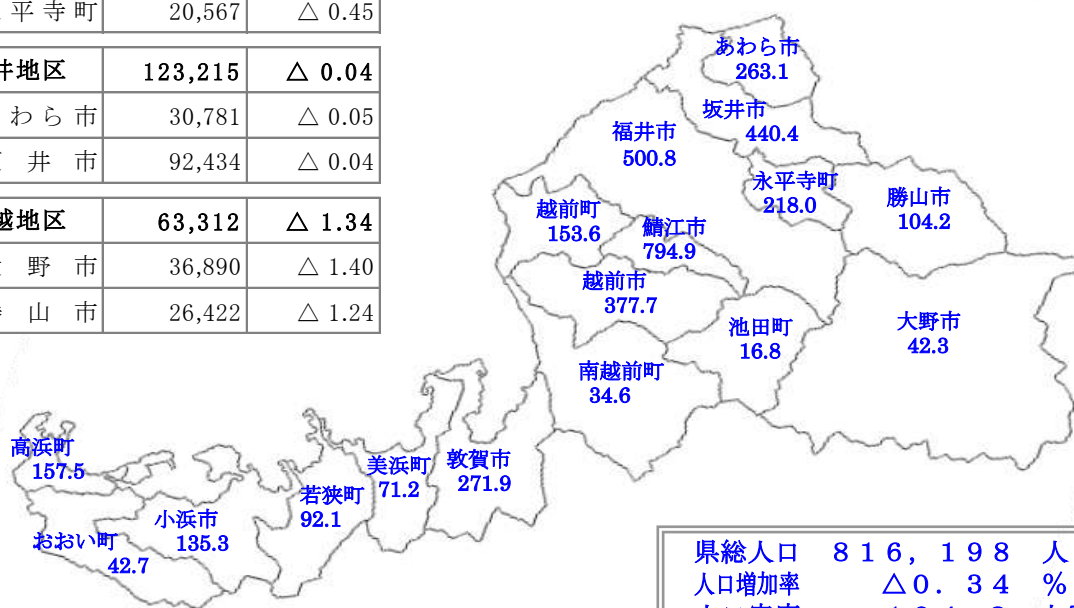 平寺町 20,567 △ 0.45
井地区 123,215 △ 0.04
わら市 30,781 △ 0.05
井市 92,434 △ 0.04
越地区 63,312 △ 1.34
野市 36,890 △ 1.40
山市 26,422 △ 1.24
あわら市
263.1
坂井市
440.4
福井市
500.8
永平寺町
218.0
勝山市
104.2
越前町
153.6
鯖江市
794.9
越前市
377.7
池田町
16.8
大野市
42.3
南越前町
34.6
高浜町
157.5
おおい町
42.7
小浜市
135.3
若狭町
92.1
美浜町
71.2
敦賀市
271.9
県総人口 816,198 人
人口増加率 △0.34 %